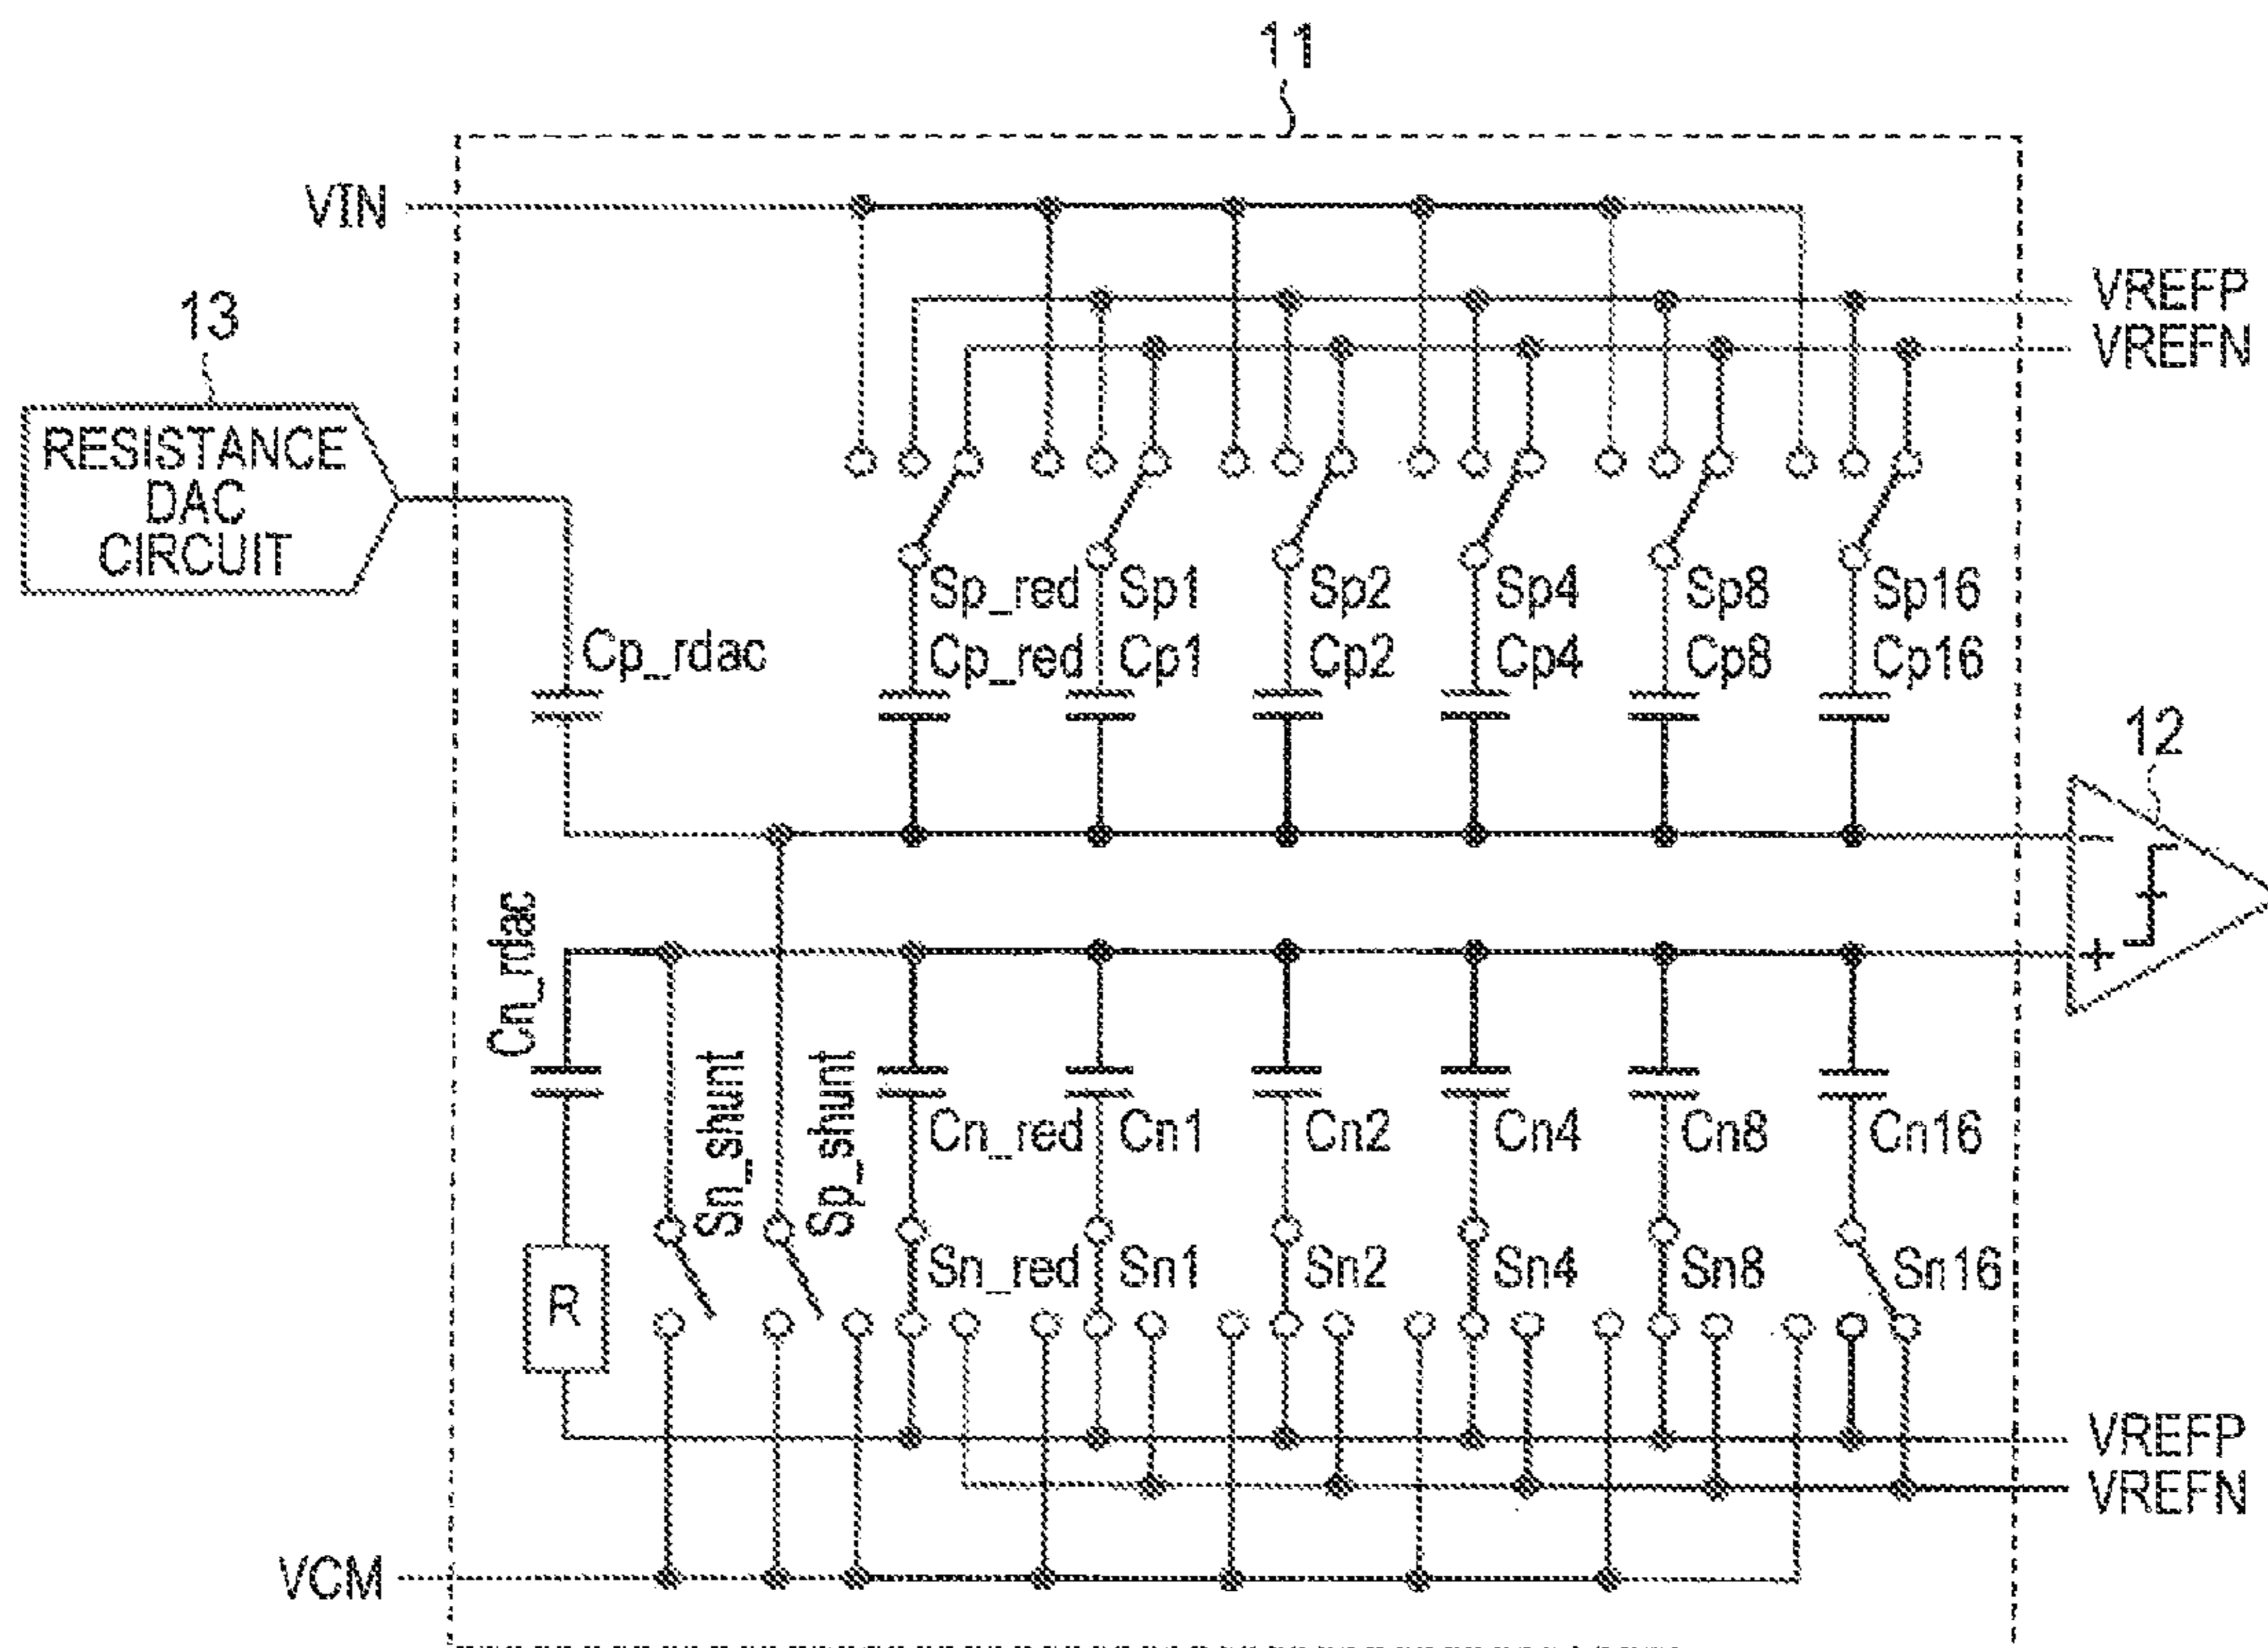 11
VIN
VREFP
VREFN
13
RESISTANCE
DAC
CIRCUIT
Sp_red Sp1 Sp2 Sp4 Sp8 Sp16
Cp_rdac Cp_red Cp1 Cp2 Cp4 Cp8 Cp16
12
−
+
Cn_rdac
Sn_shunt
Sp_shunt
Cn_red Cn1 Cn2 Cn4 Cn8 Cn16
R
Sn_red Sn1 Sn2 Sn4 Sn8 Sn16
VREFP
VREFN
VCM